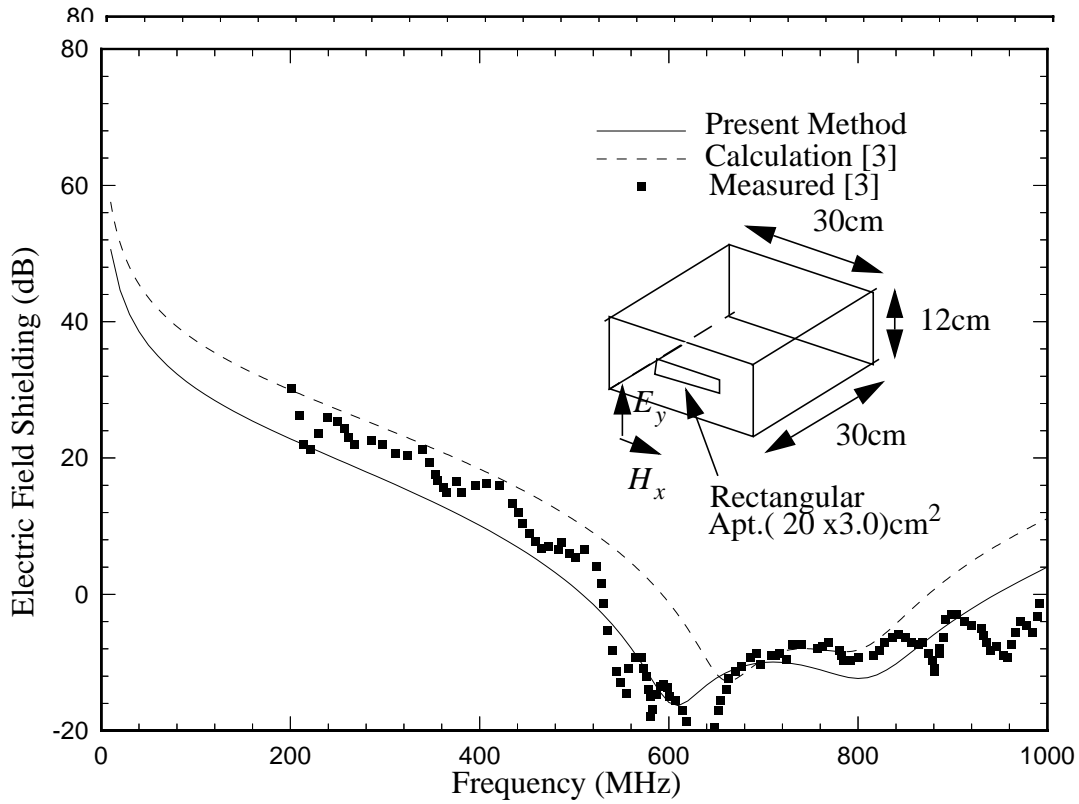 80
80
60
40
20
0
-20
0 200 400 600 800 1000
Electric Field Shielding (dB)
Frequency (MHz)
Present Method
Calculation [3]
Measured [3]
30cm
12cm
30cm
E_y
H_x
Rectangular
Apt.( 20 x3.0)cm²